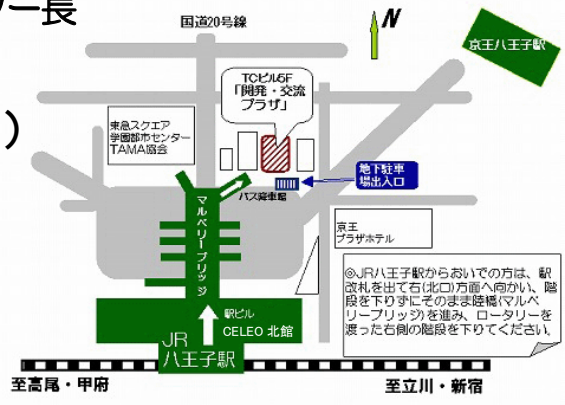 ー長
)
国道20号線
N
京王八王子駅
TCビル5F
「開発・交流
プラザ」
東急スクエア
学園都市センター
TAMA協会
地下駐車
場出入口
バス降車場
マルベリーブリッジ
京王
プラザホテル
◎JR八王子駅からおいでの方は、駅
改札を出て右(北口)方面へ向かい、階
段を下りずにそのまま陸橋(マルベ
リーブリッジ)を進み、ロータリーを
渡った右側の階段を下りてください。
駅ビル
CELEO 北館
JR
八王子駅
至高尾・甲府
至立川・新宿